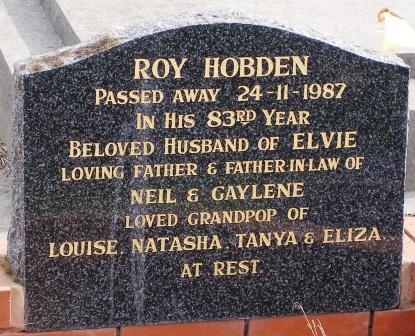 ROY HOBDEN
PASSED AWAY 24-11-1987
IN HIS 83RD YEAR
BELOVED HUSBAND OF ELVIE
LOVING FATHER & FATHER-IN-LAW OF
NEIL & GAYLENE
LOVED GRANDPOP OF
LOUISE, NATASHA, TANYA & ELIZA.
AT REST.